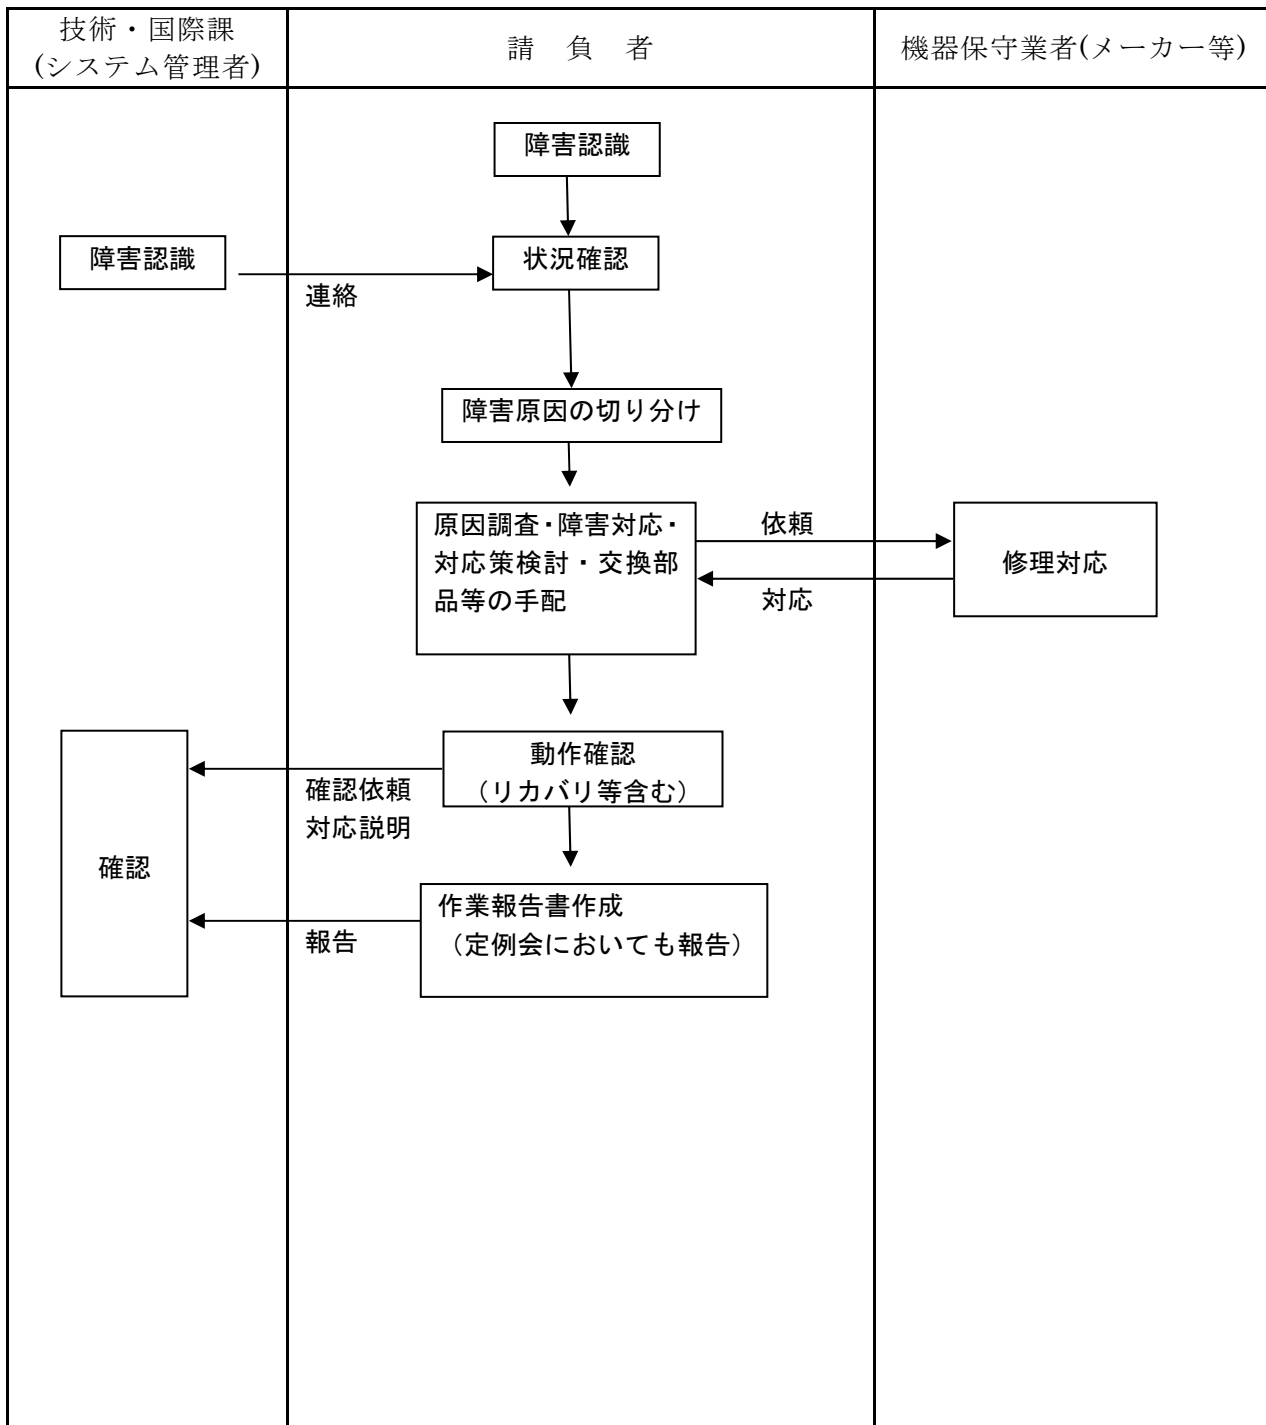 技術・国際課
(システム管理者)
請　負　者
機器保守業者(メーカー等)
障害認識
障害認識
状況確認
連絡
障害原因の切り分け
原因調査・障害対応・
対応策検討・交換部
品等の手配
依頼
対応
修理対応
動作確認
（リカバリ等含む）
確認依頼
対応説明
確認
作業報告書作成
（定例会においても報告）
報告